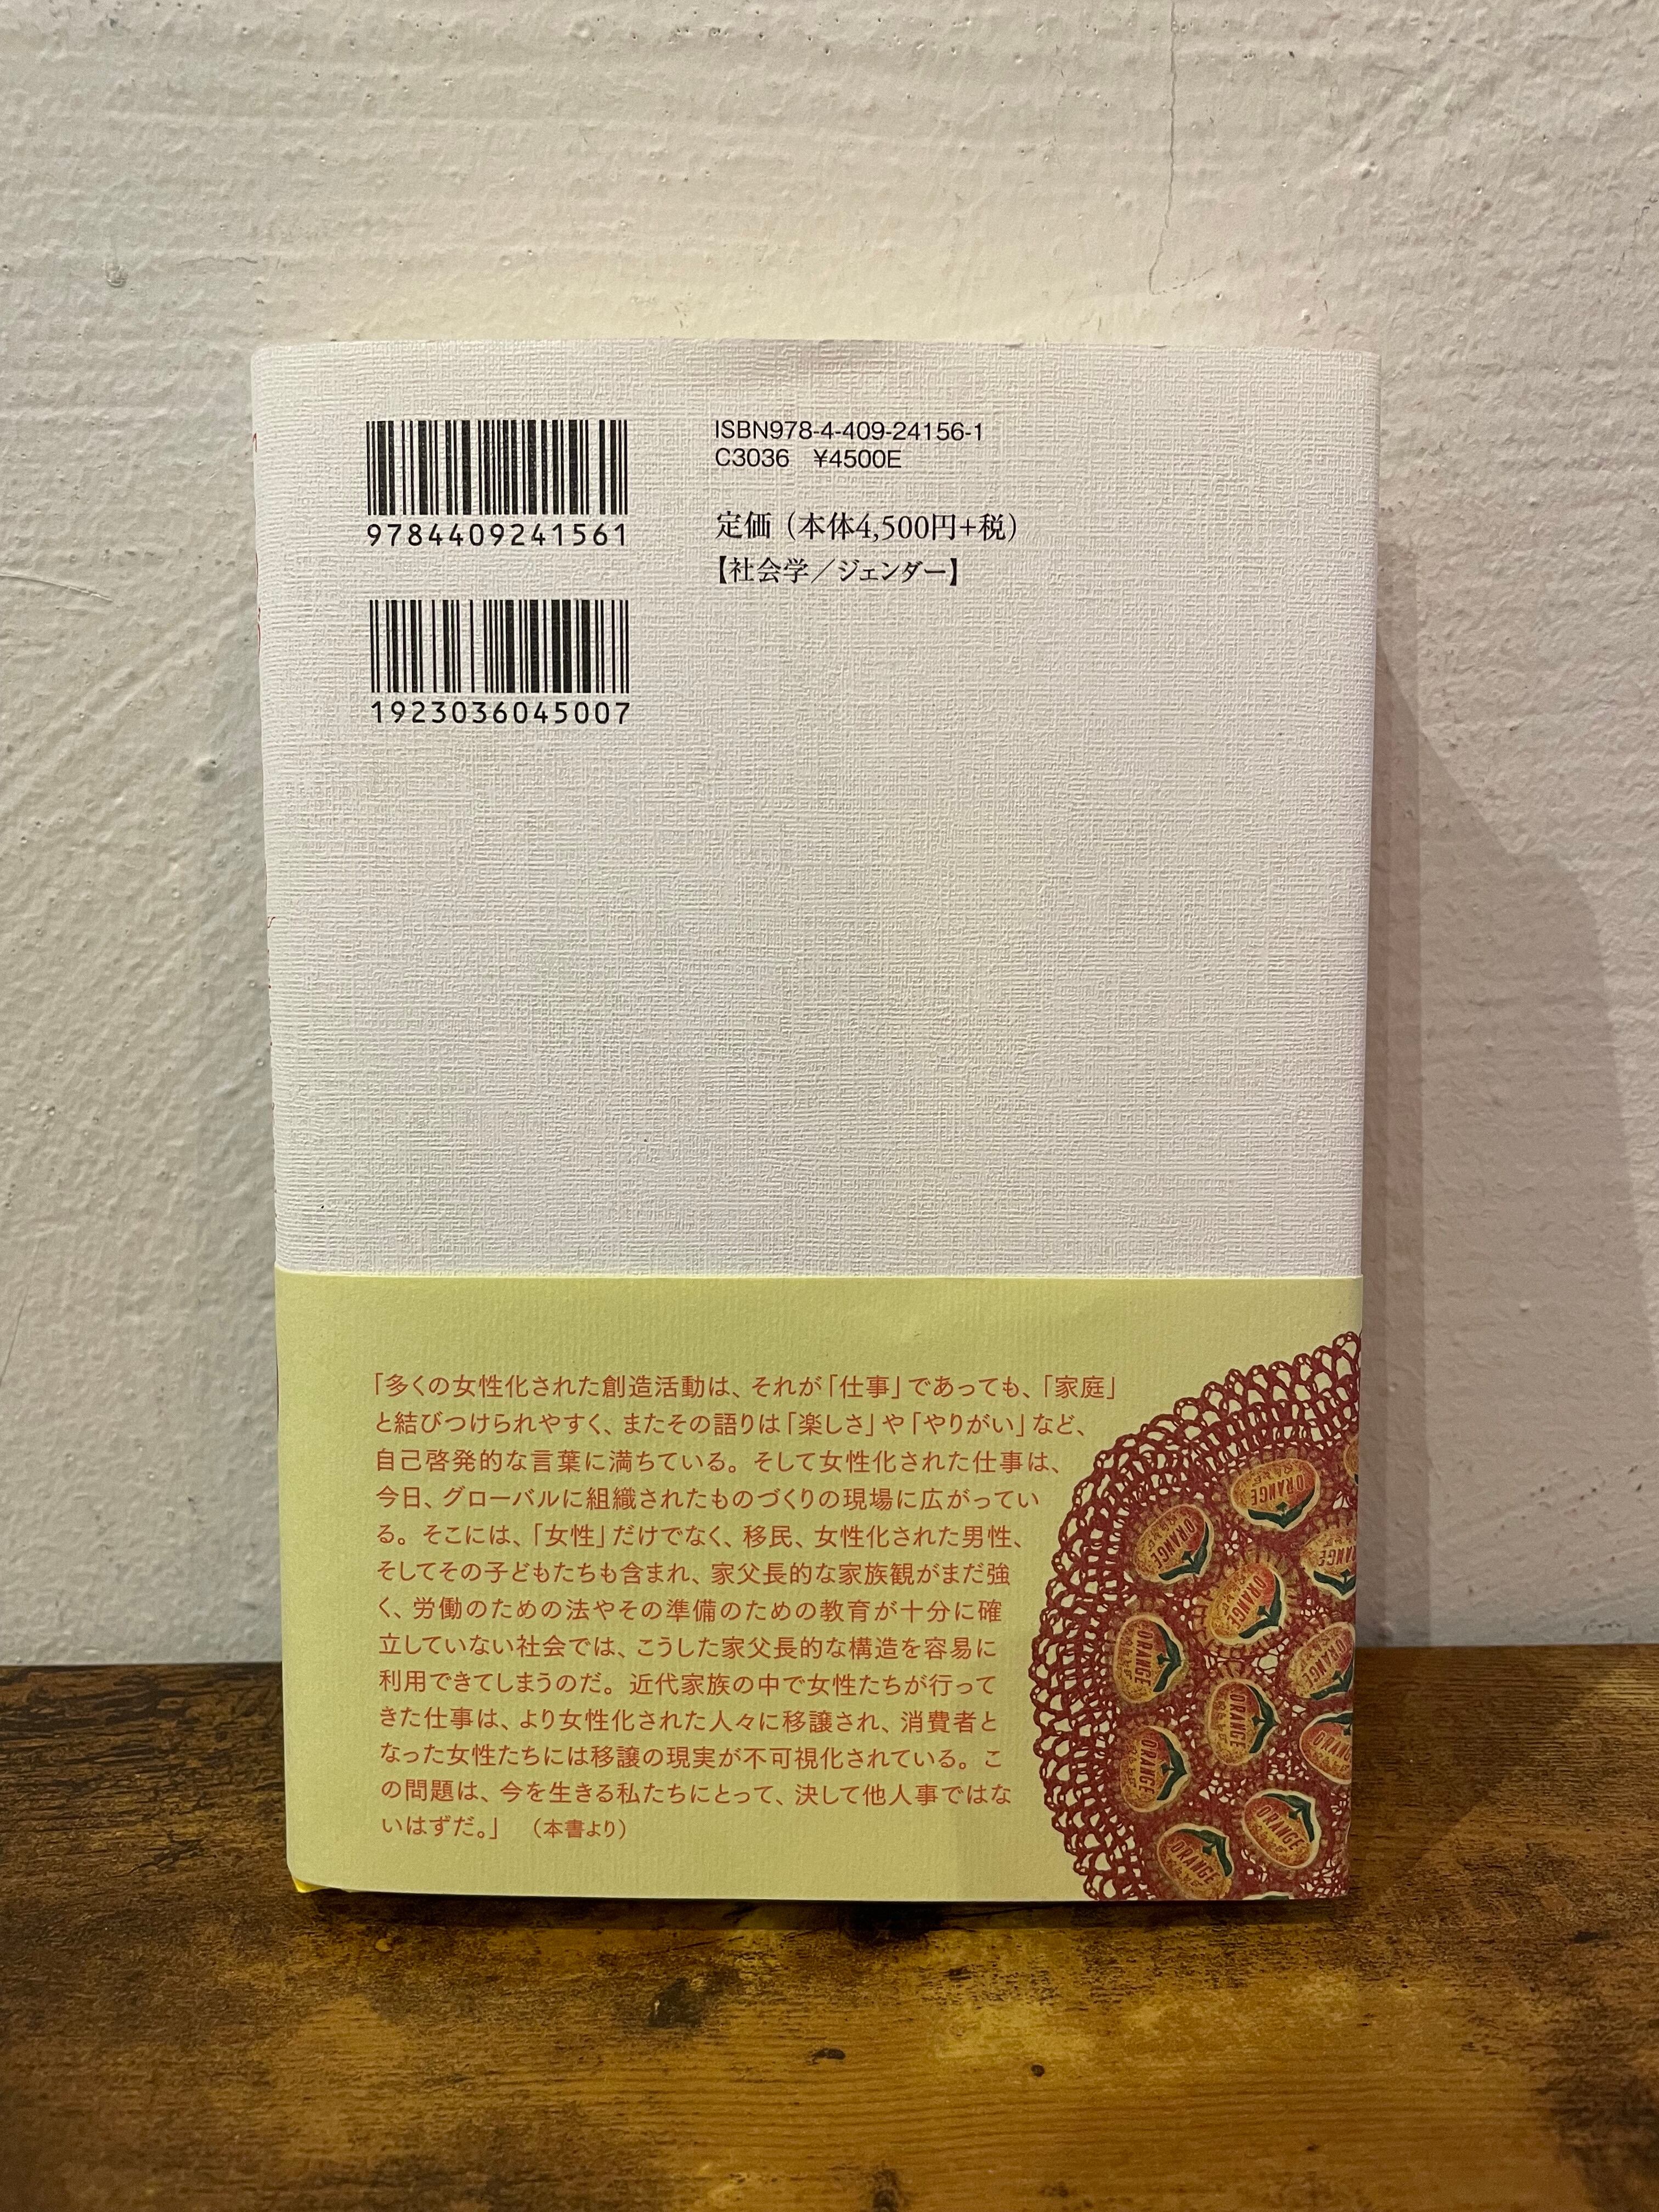 9784409241561
1923036045007
ISBN978-4-409-24156-1
C3036 ¥4500E
定価（本体4,500円+税）
【社会学／ジェンダー】
「多くの女性化された創造活動は、それが「仕事」であっても、「家庭」
と結びつけられやすく、またその語りは「楽しさ」や「やりがい」など、
自己啓発的な言葉に満ちている。そして女性化された仕事は、
今日、グローバルに組織されたものづくりの現場に広がってい
る。そこには、「女性」だけでなく、移民、女性化された男性、
そしてその子どもたちも含まれ、家父長的な家族観がまだ強
く、労働のための法やその準備のための教育が十分に確
立していない社会では、こうした家父長的な構造を容易に
利用できてしまうのだ。近代家族の中で女性たちが行って
きた仕事は、より女性化された人々に移譲され、消費者と
なった女性たちには移譲の現実が不可視化されている。こ
の問題は、今を生きる私たちにとって、決して他人事ではな
いはずだ。」（本書より）
ORANGE
ORANGE
ORANGE
ORANGE
ORANGE
ORANGE
ORANGE
ORANGE